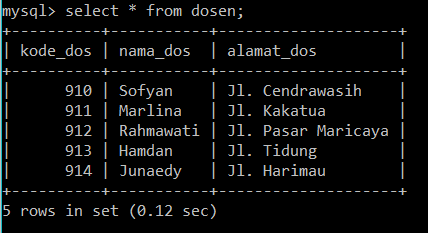 mysql> select * from dosen;
+----------+-----------+-------------------+
| kode_dos | nama_dos  | alamat_dos        |
+----------+-----------+-------------------+
|      910 | Sofyan    | Jl. Cendrawasih   |
|      911 | Marlina   | Jl. Kakatua       |
|      912 | Rahmawati | Jl. Pasar Maricaya |
|      913 | Hamdan    | Jl. Tidung        |
|      914 | Junaedy   | Jl. Harimau       |
+----------+-----------+-------------------+
5 rows in set (0.12 sec)